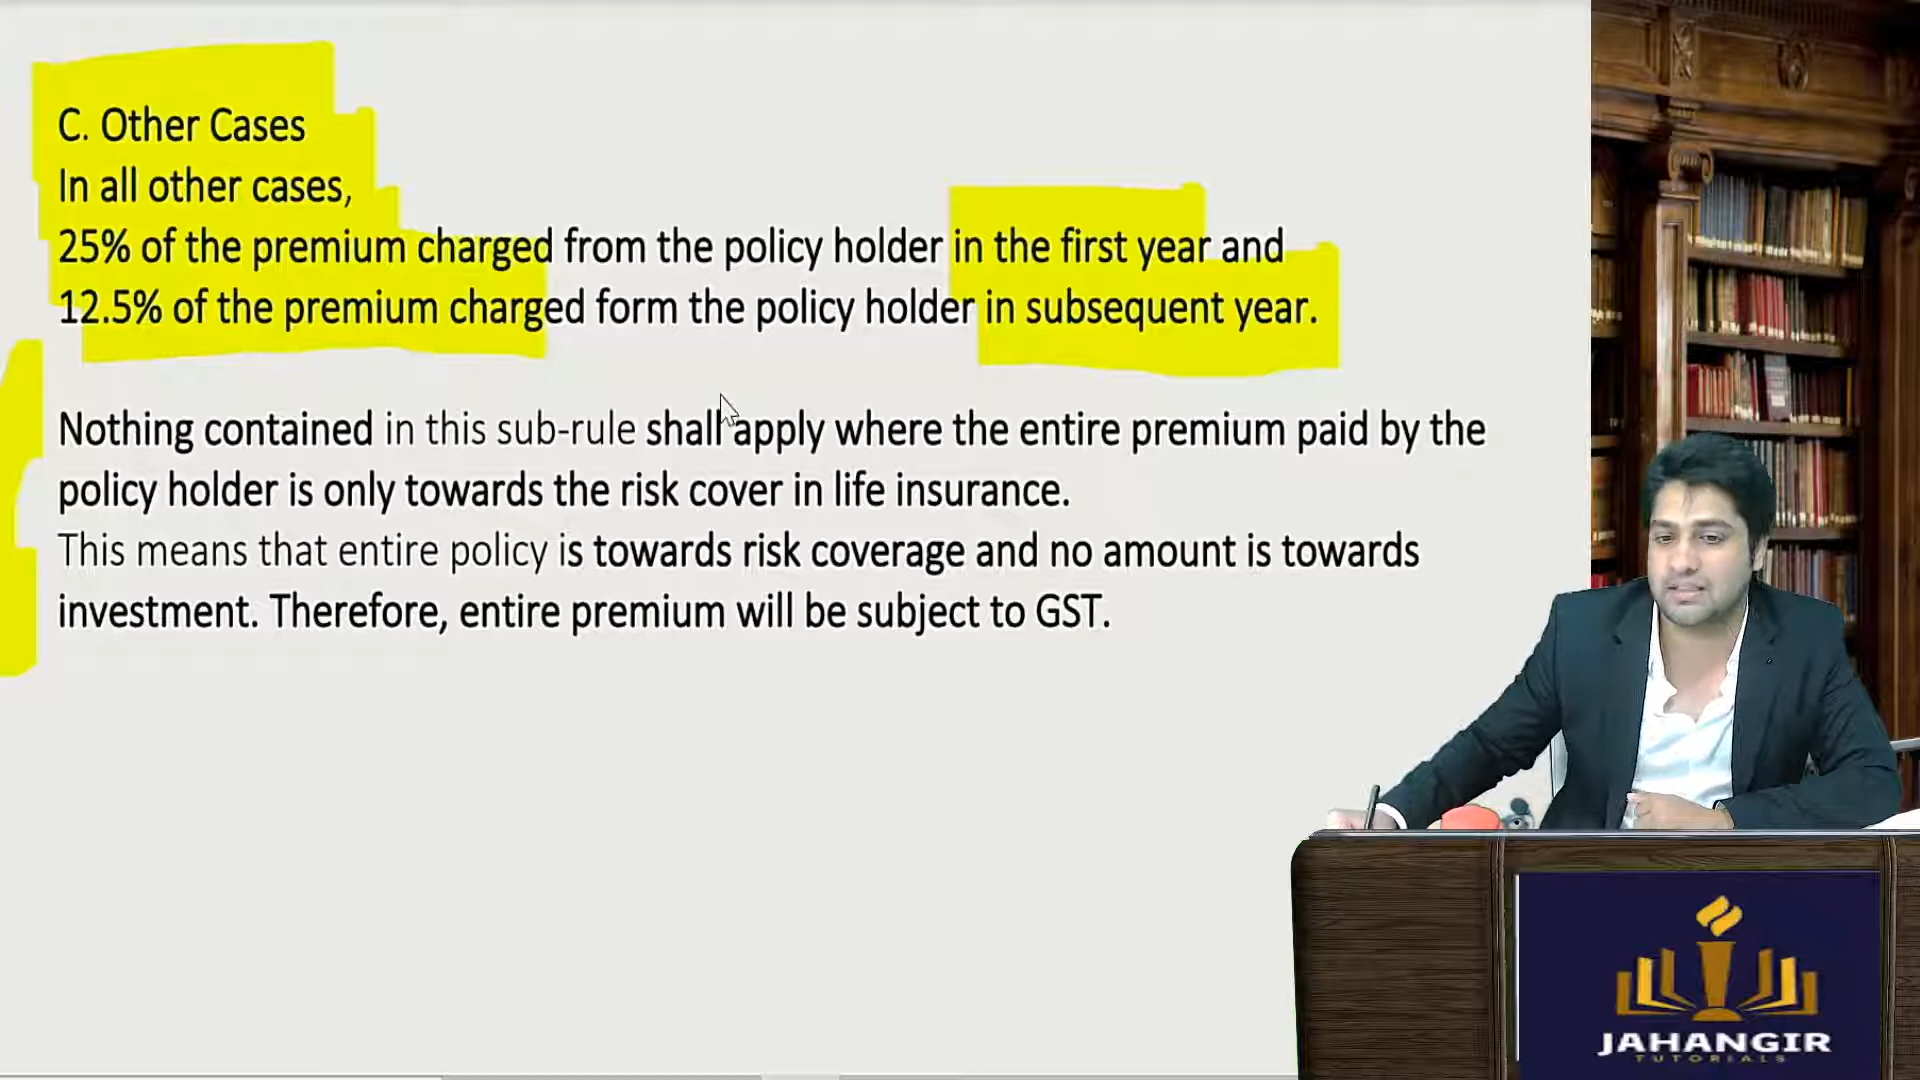 C. Other Cases
In all other cases,
25% of the premium charged from the policy holder in the first year and
12.5% of the premium charged form the policy holder in subsequent year.
Nothing contained in this sub-rule shall apply where the entire premium paid by the
policy holder is only towards the risk cover in life insurance.
This means that entire policy is towards risk coverage and no amount is towards
investment. Therefore, entire premium will be subject to GST.
JAHANGIR
TUTORIALS